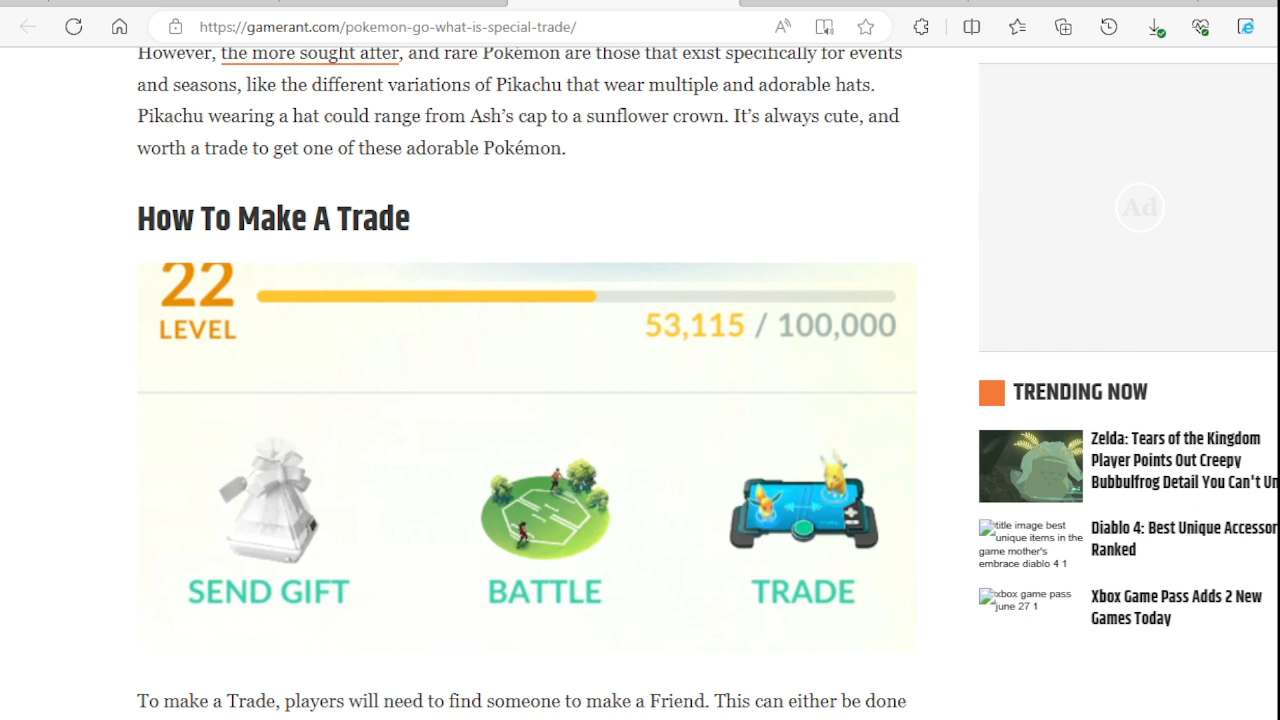 https://gamerant.com/pokemon-go-what-is-special-trade/
However, the more sought after, and rare Pokémon are those that exist specifically for events
and seasons, like the different variations of Pikachu that wear multiple and adorable hats.
Pikachu wearing a hat could range from Ash's cap to a sunflower crown. It's always cute, and
worth a trade to get one of these adorable Pokémon.
How To Make A Trade
22
LEVEL
53,115 / 100,000
SEND GIFT
BATTLE
TRADE
To make a Trade, players will need to find someone to make a Friend. This can either be done
Ad
TRENDING NOW
Zelda: Tears of the Kingdom
Player Points Out Creepy
Bubbulfrog Detail You Can't Un
title image best
unique items in the
game mother's
embrace diablo 4 1
Diablo 4: Best Unique Accessor
Ranked
xbox game pass
june 27 1
Xbox Game Pass Adds 2 New
Games Today